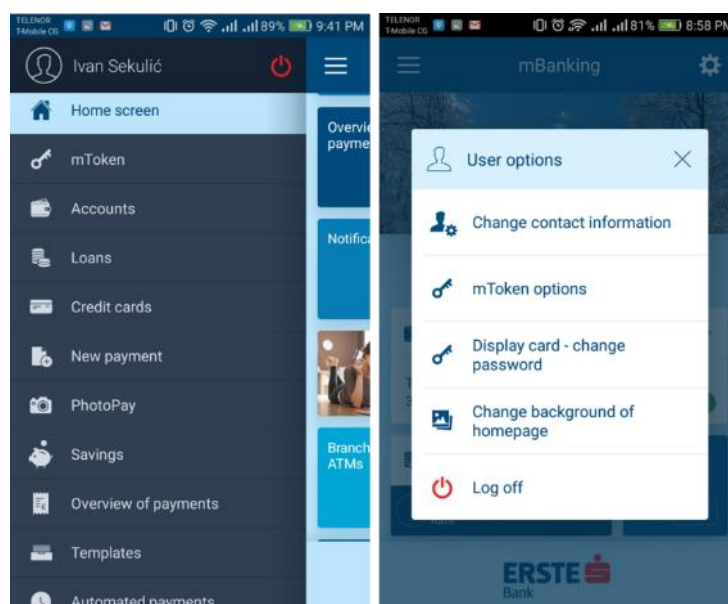 TELENOR
T-Mobile CG
89% 9:41 PM
Ivan Sekulić
Home screen
mToken
Accounts
Loans
Credit cards
New payment
PhotoPay
Savings
Overview of payments
Templates
Automated payments
Overvie
payme
Notifica
Branch
ATMs
TELENOR
T-Mobile CG
81% 8:58 PM
mBanking
User options
Change contact information
mToken options
Display card - change
password
Change background of
homepage
Log off
Rate
ERSTE
Bank